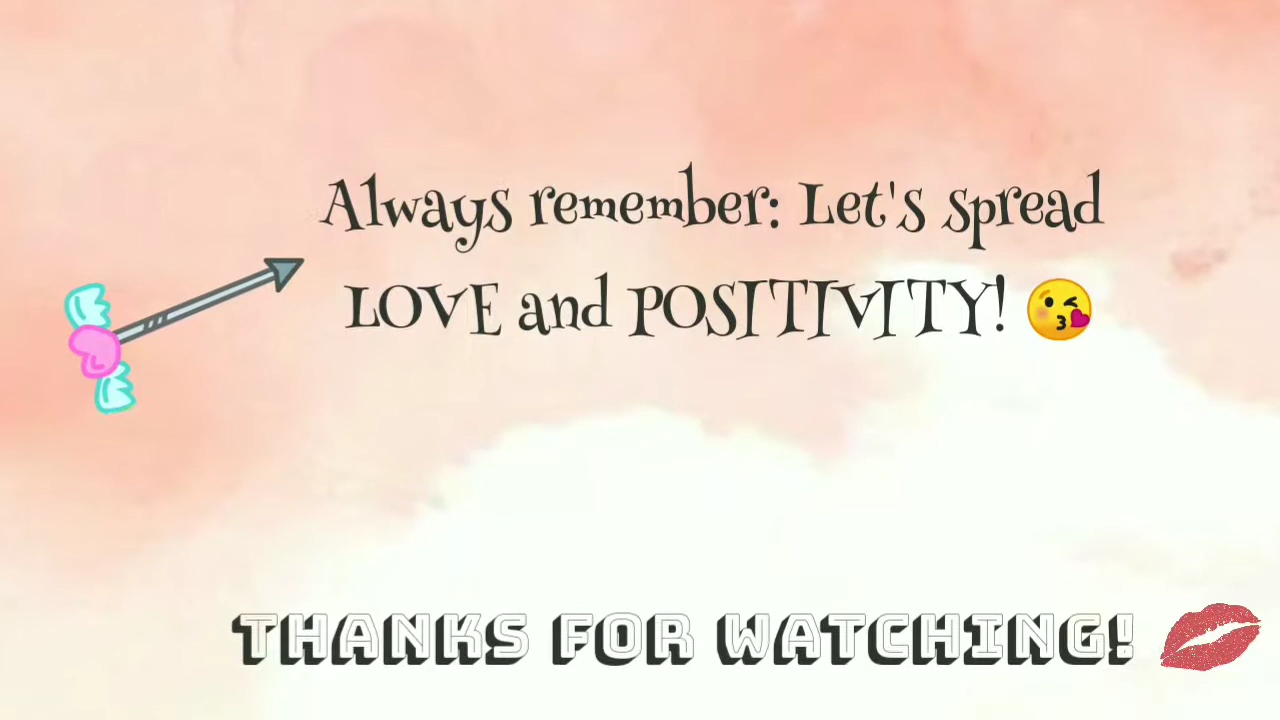 Always remember: Let's spread
LOVE and POSITIVITY! 😘
THANKS FOR WATCHING!